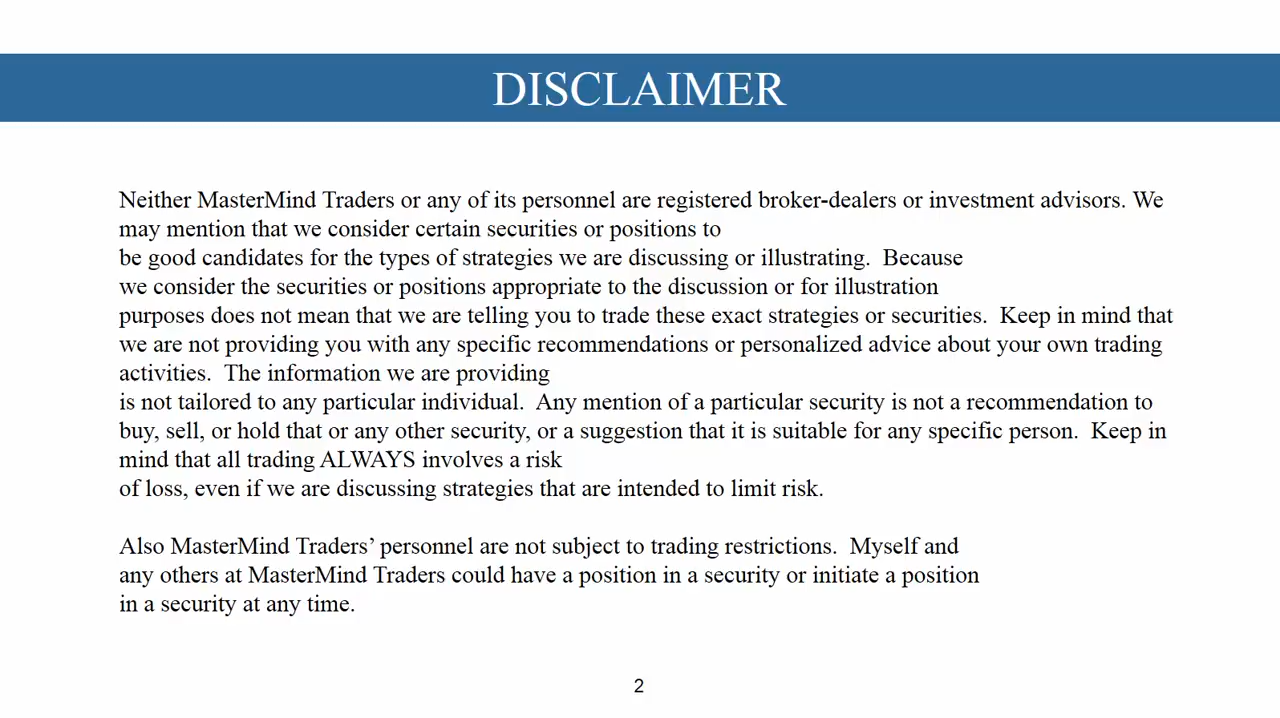 DISCLAIMER
Neither MasterMind Traders or any of its personnel are registered broker-dealers or investment advisors. We
may mention that we consider certain securities or positions to
be good candidates for the types of strategies we are discussing or illustrating.  Because
we consider the securities or positions appropriate to the discussion or for illustration
purposes does not mean that we are telling you to trade these exact strategies or securities.  Keep in mind that
we are not providing you with any specific recommendations or personalized advice about your own trading
activities.  The information we are providing
is not tailored to any particular individual.  Any mention of a particular security is not a recommendation to
buy, sell, or hold that or any other security, or a suggestion that it is suitable for any specific person.  Keep in
mind that all trading ALWAYS involves a risk
of loss, even if we are discussing strategies that are intended to limit risk.
Also MasterMind Traders’ personnel are not subject to trading restrictions.  Myself and
any others at MasterMind Traders could have a position in a security or initiate a position
in a security at any time.
2